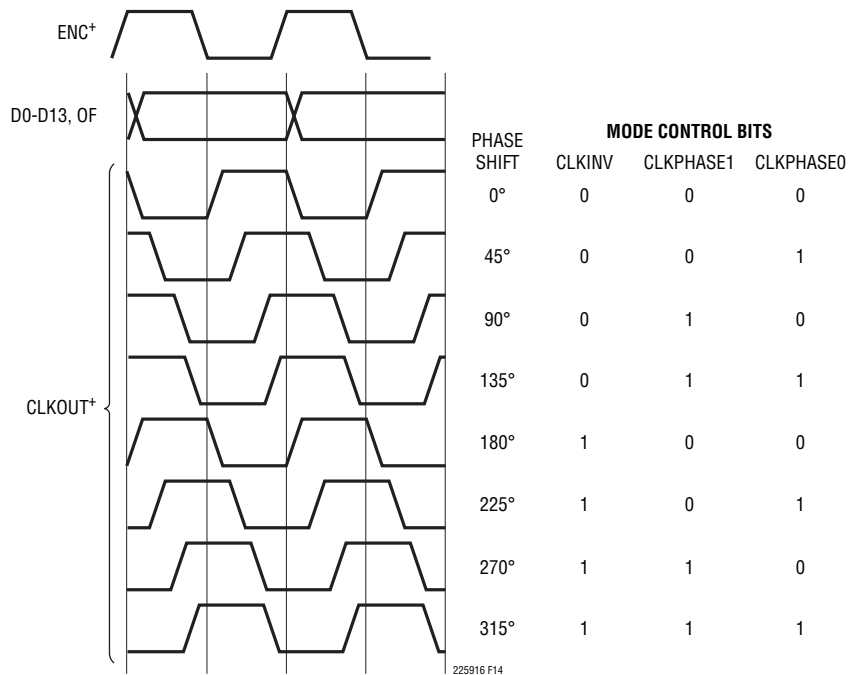 ENC+
D0-D13, OF
CLKOUT+
MODE CONTROL BITS
PHASE SHIFT CLKINV CLKPHASE1 CLKPHASE0
0° 0 0 0
45° 0 0 1
90° 0 1 0
135° 0 1 1
180° 1 0 0
225° 1 0 1
270° 1 1 0
315° 1 1 1
225916 F14